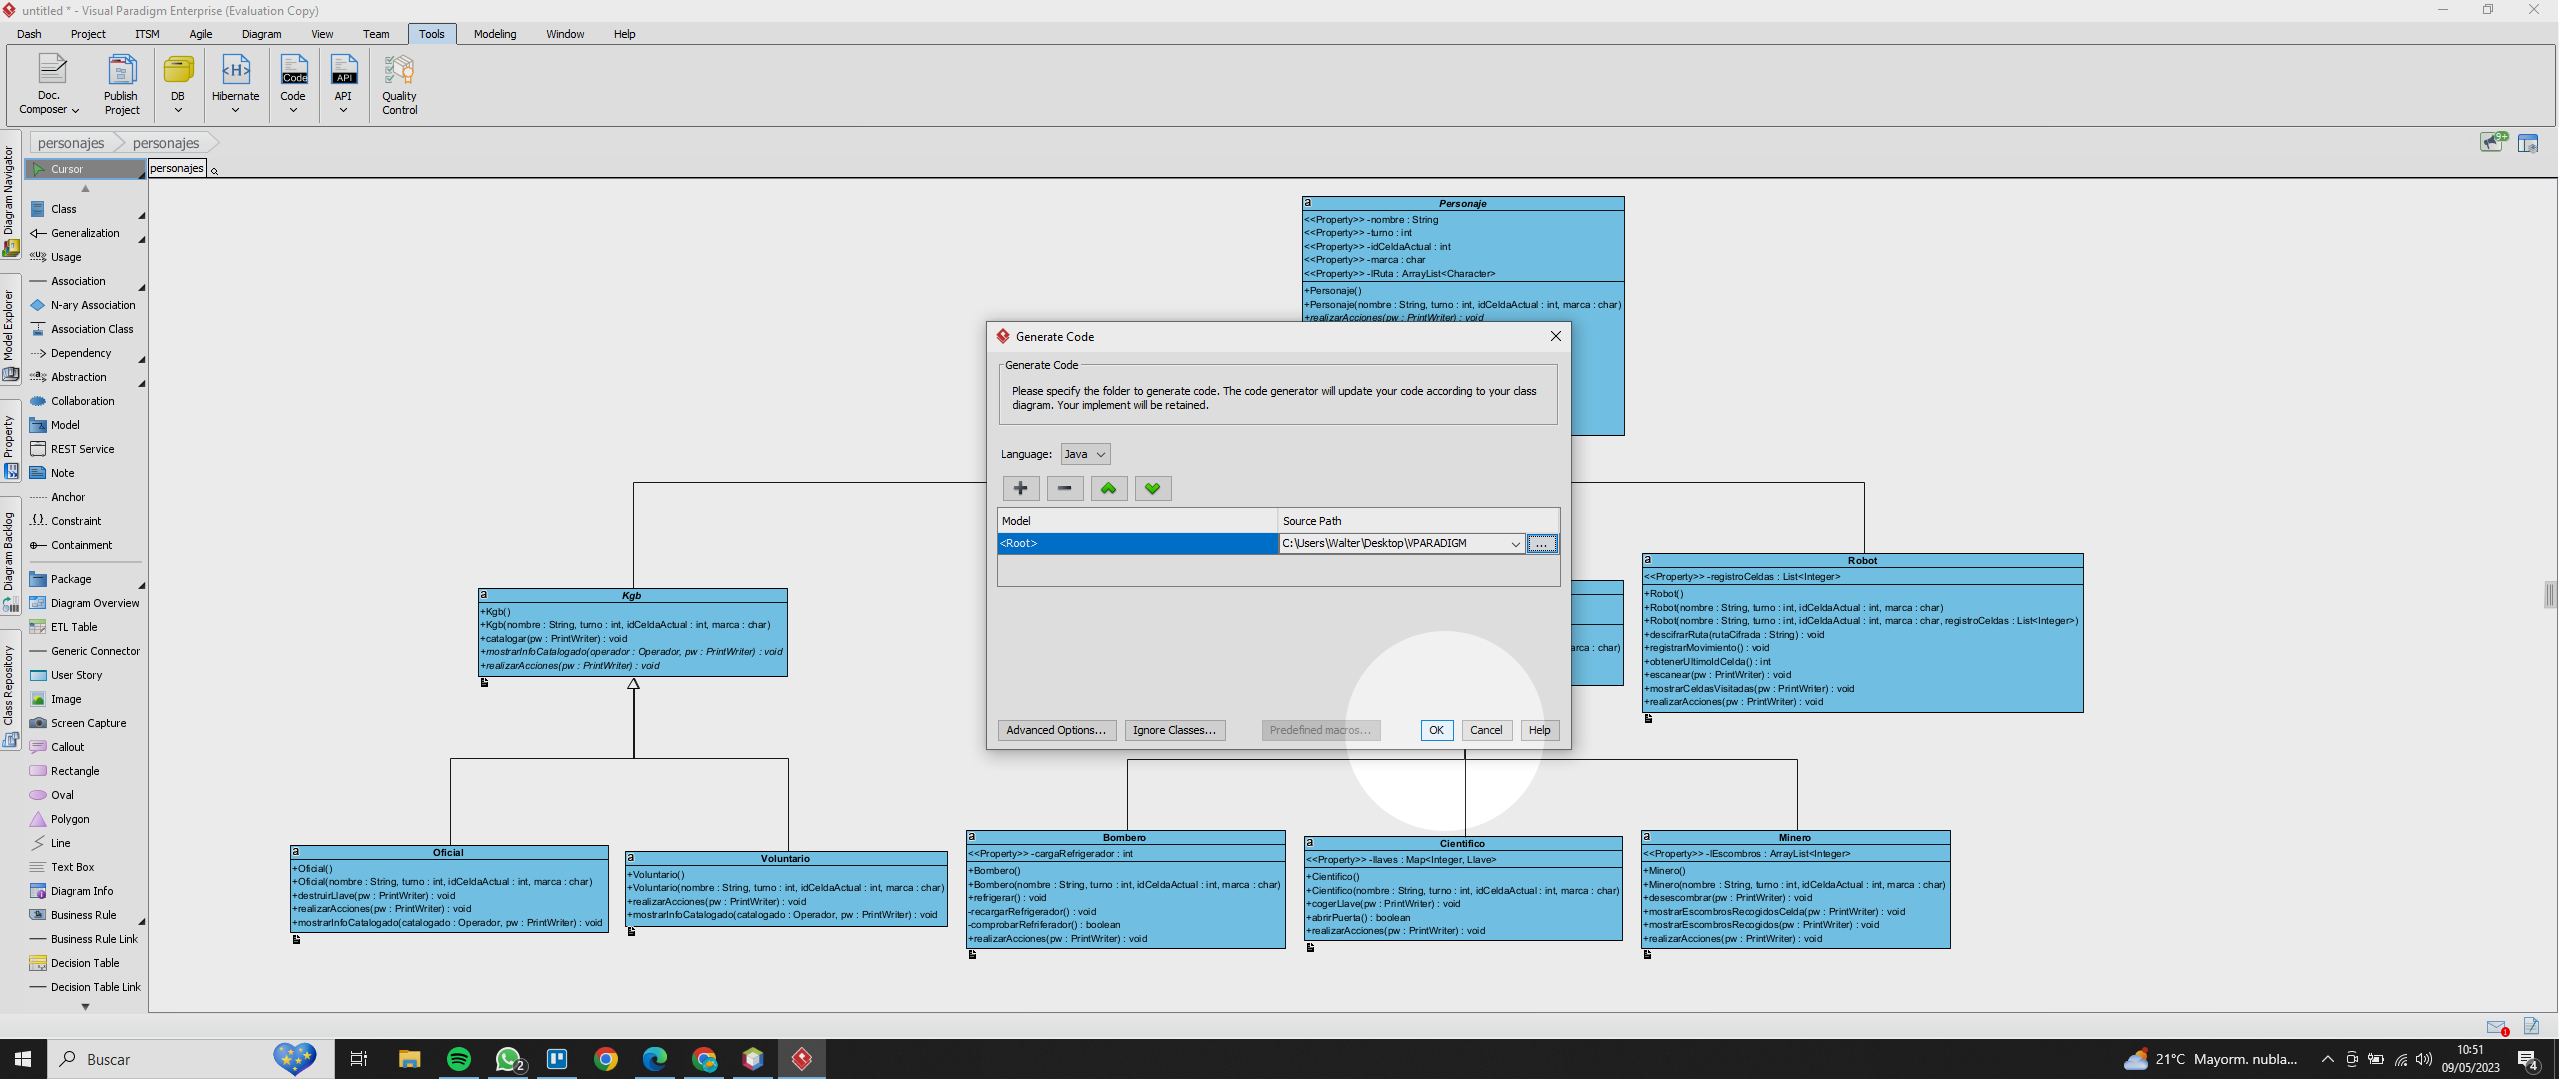 untitled * - Visual Paradigm Enterprise (Evaluation Copy)
Dash Project ITSM Agile Diagram View Team Tools Modeling Window Help
Doc. Composer
Publish Project
DB
Hibernate
Code
API
Quality Control
personajes personajes
personajes
Diagram Navigator
Model Explorer
Property
Diagram Backlog
Class Repository
Cursor
Class
Generalization
Usage
Association
N-ary Association
Association Class
Dependency
Abstraction
Collaboration
Model
REST Service
Note
Anchor
Constraint
Containment
Package
Diagram Overview
ETL Table
Generic Connector
User Story
Image
Screen Capture
Callout
Rectangle
Oval
Polygon
Line
Text Box
Diagram Info
Business Rule
Business Rule Link
Decision Table
Decision Table Link
Personaje
<<Property>> -nombre : String
<<Property>> -turno : int
<<Property>> -idCeldaActual : int
<<Property>> -marca : char
<<Property>> -lRuta : ArrayList<Character>
+Personaje()
+Personaje(nombre : String, turno : int, idCeldaActual : int, marca : char)
+realizarAcciones(pw : PrintWriter) : void
Generate Code
Generate Code
Please specify the folder to generate code. The code generator will update your code according to your class
diagram. Your implement will be retained.
Language: Java
Model Source Path
<Root> C:\Users\Walter\Desktop\VPARADIGM ...
Advanced Options... Ignore Classes... Predefined macros... OK Cancel Help
arca : char)
Kgb
+Kgb()
+Kgb(nombre : String, turno : int, idCeldaActual : int, marca : char)
+catalogar(pw : PrintWriter) : void
+mostrarInfoCatalogado(operador : Operador, pw : PrintWriter) : void
+realizarAcciones(pw : PrintWriter) : void
Robot
<<Property>> -registroCeldas : List<Integer>
+Robot()
+Robot(nombre : String, turno : int, idCeldaActual : int, marca : char)
+Robot(nombre : String, turno : int, idCeldaActual : int, marca : char, registroCeldas : List<Integer>)
+descifrarRuta(rutaCifrada : String) : void
+registrarMovimiento() : void
+obtenerUltimoIdCelda() : int
+escanear(pw : PrintWriter) : void
+mostrarCeldasVisitadas(pw : PrintWriter) : void
+realizarAcciones(pw : PrintWriter) : void
Oficial
+Oficial()
+Oficial(nombre : String, turno : int, idCeldaActual : int, marca : char)
+destruirLlave(pw : PrintWriter) : void
+realizarAcciones(pw : PrintWriter) : void
+mostrarInfoCatalogado(catalogado : Operador, pw : PrintWriter) : void
Voluntario
+Voluntario()
+Voluntario(nombre : String, turno : int, idCeldaActual : int, marca : char)
+realizarAcciones(pw : PrintWriter) : void
+mostrarInfoCatalogado(catalogado : Operador, pw : PrintWriter) : void
Bombero
<<Property>> -cargaRefrigerador : int
+Bombero()
+Bombero(nombre : String, turno : int, idCeldaActual : int, marca : char)
+refrigerar() : void
-recargarRefrigerador() : void
-comprobarRefriferador() : boolean
+realizarAcciones(pw : PrintWriter) : void
Cientifico
<<Property>> -llaves : Map<Integer, Llave>
+Cientifico()
+Cientifico(nombre : String, turno : int, idCeldaActual : int, marca : char)
+cogerLlave(pw : PrintWriter) : void
+abrirPuerta() : boolean
+realizarAcciones(pw : PrintWriter) : void
Minero
<<Property>> -lEscombros : ArrayList<Integer>
+Minero()
+Minero(nombre : String, turno : int, idCeldaActual : int, marca : char)
+desescombrar(pw : PrintWriter) : void
+mostrarEscombrosRecogidosCelda(pw : PrintWriter) : void
+mostrarEscombrosRecogidos(pw : PrintWriter) : void
+realizarAcciones(pw : PrintWriter) : void
Buscar
2
21°C Mayorm. nubla...
10:51
09/05/2023
4